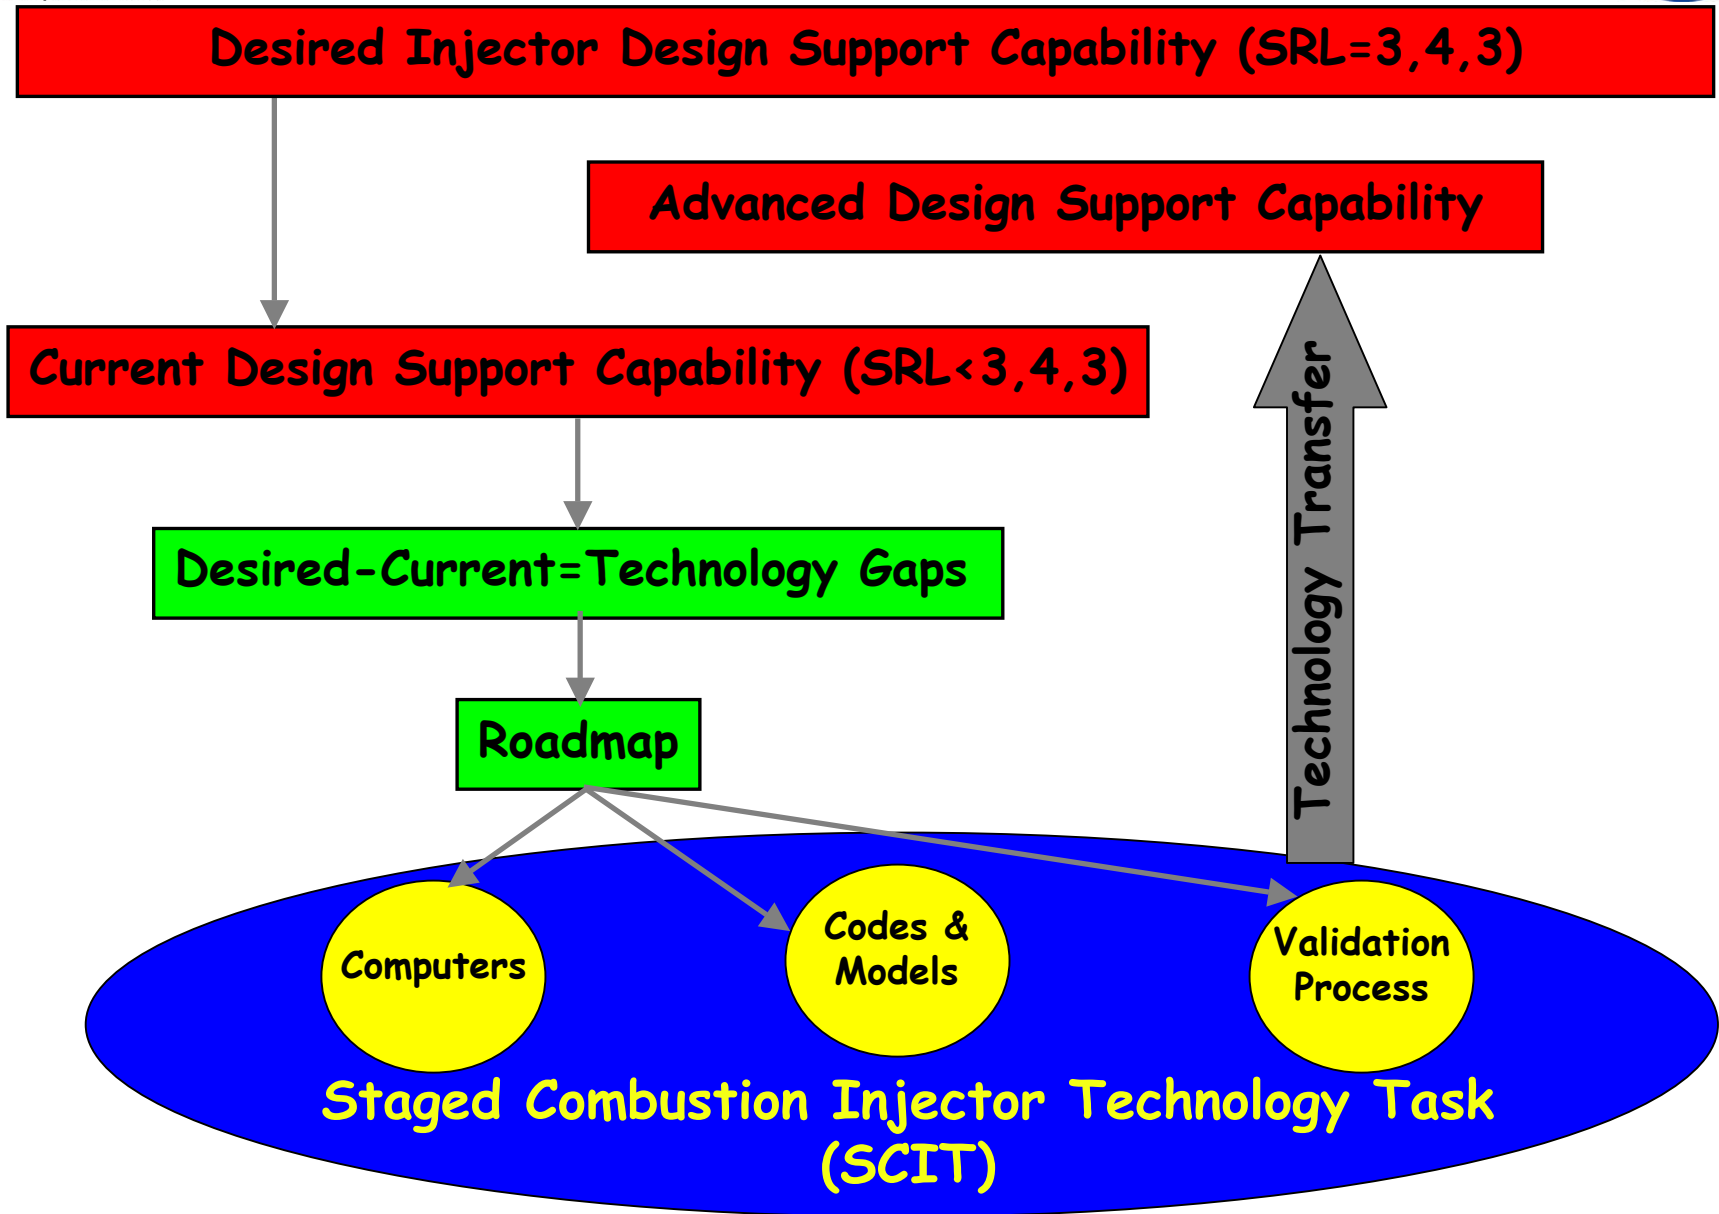 Desired Injector Design Support Capability (SRL=3,4,3)
Advanced Design Support Capability
Current Design Support Capability (SRL<3,4,3)
Desired-Current=Technology Gaps
Technology Transfer
Roadmap
Computers
Codes &
Models
Validation
Process
Staged Combustion Injector Technology Task
(SCIT)